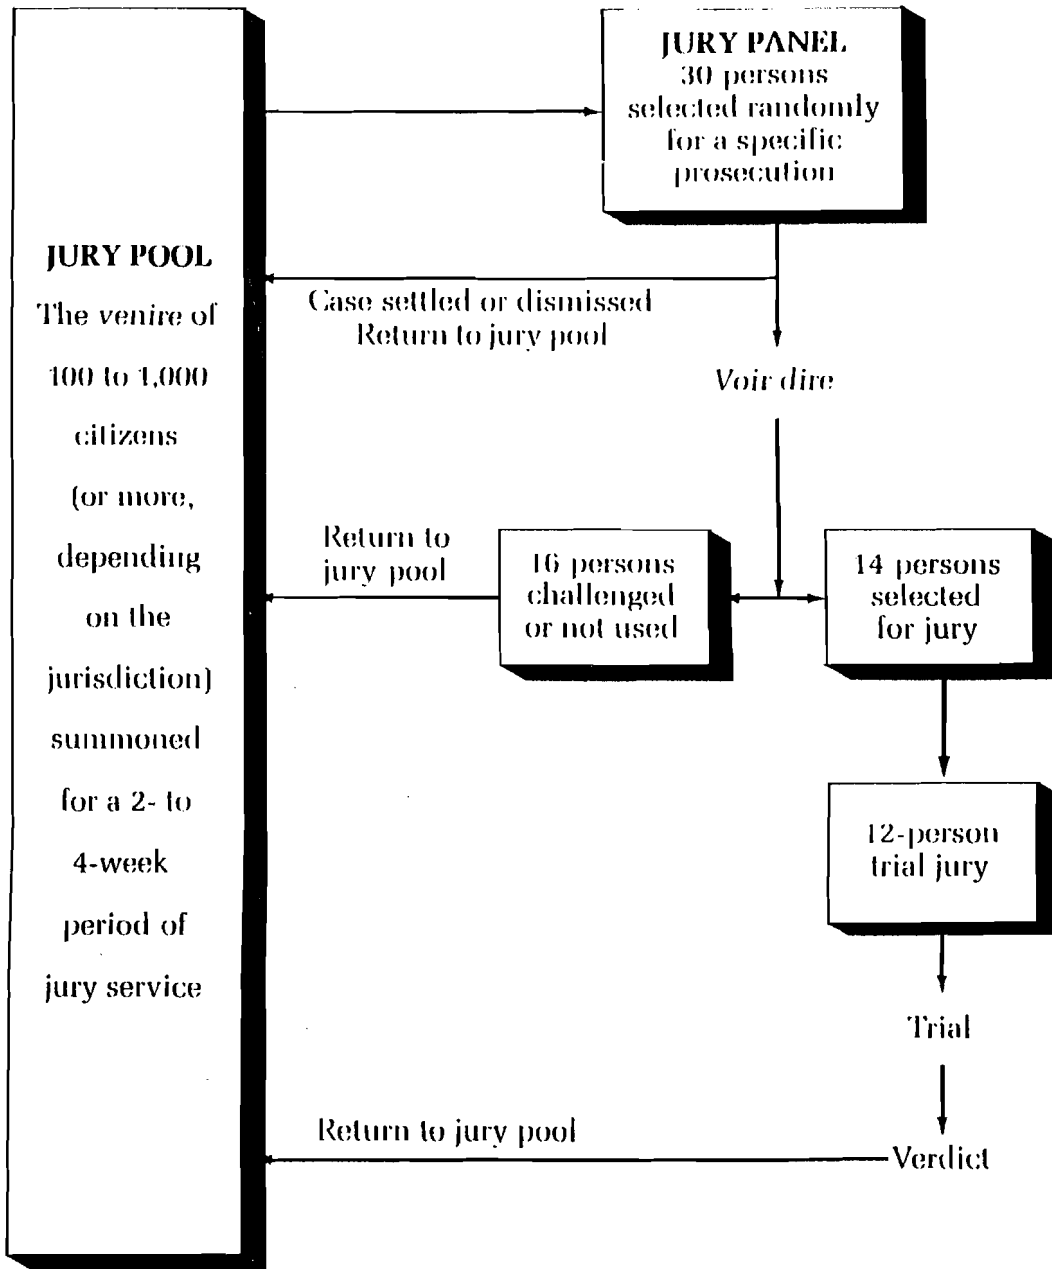 JURY POOL
The venire of
100 to 1,000
citizens
(or more,
depending
on the
jurisdiction)
summoned
for a 2- to
4-week
period of
jury service
JURY PANEL
30 persons
selected randomly
for a specific
prosecution
Case settled or dismissed
Return to jury pool
Voir dire
Return to
jury pool
16 persons
challenged
or not used
14 persons
selected
for jury
12-person
trial jury
Trial
Return to jury pool
Verdict